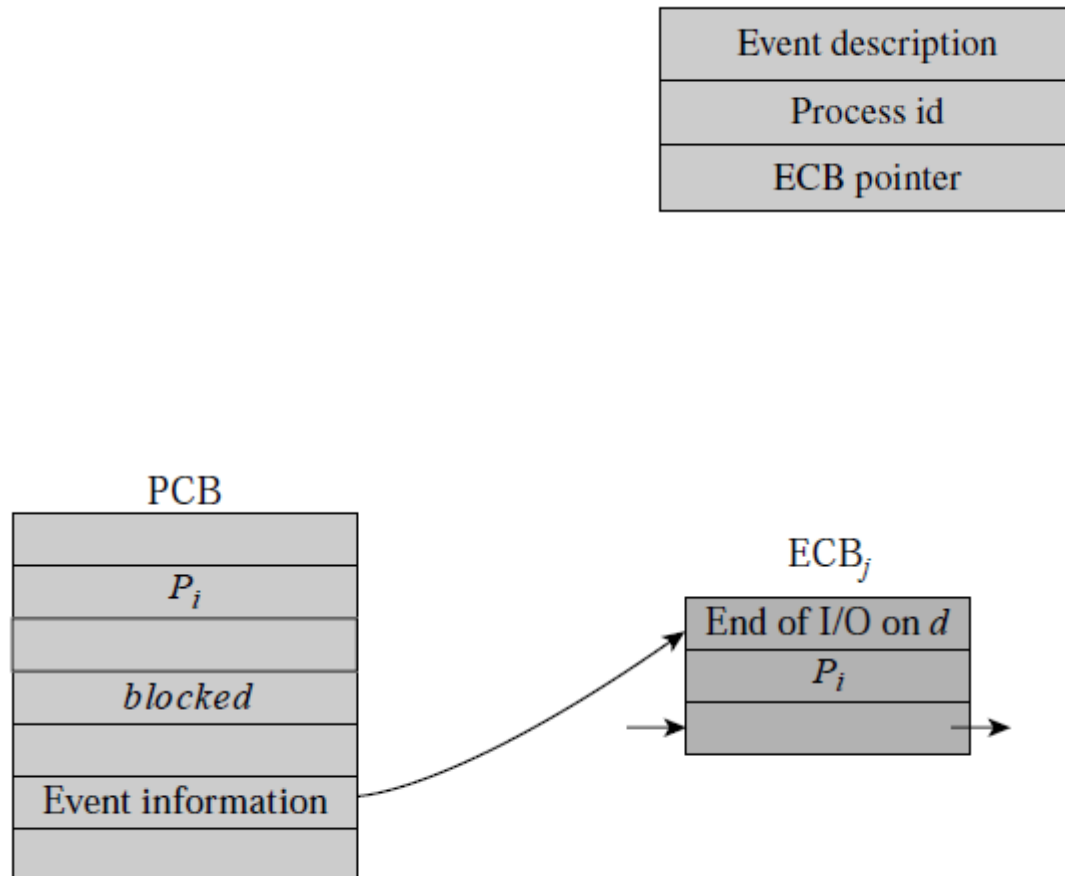 Event description
Process id
ECB pointer
PCB
P_i
blocked
Event information
ECB_j
End of I/O on d
P_i